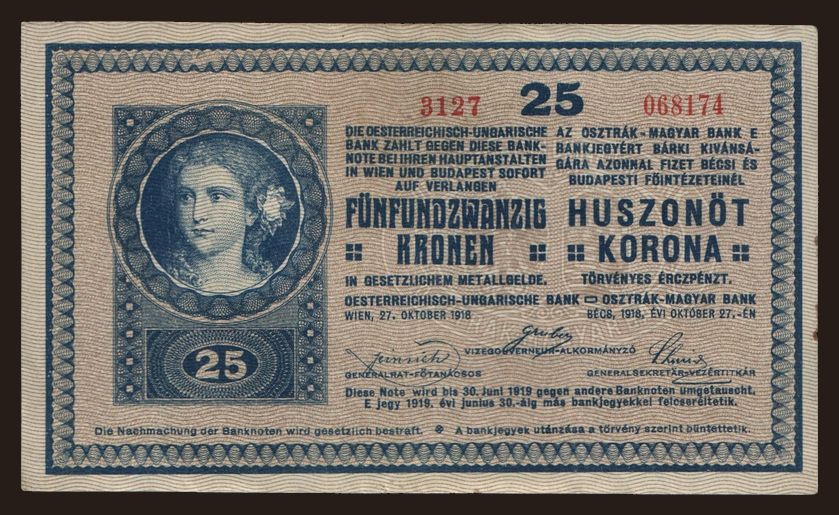 3127 25 068174
DIE OESTERREICHISCH-UNGARISCHE
BANK ZAHLT GEGEN DIESE BANK-
NOTE BEI IHREN HAUPTANSTALTEN
IN WIEN UND BUDAPEST SOFORT
AUF VERLANGEN
FÜNFUNDZWANZIG
KRONEN
IN GESETZLICHEM METALLGELDE.
AZ OSZTRÁK-MAGYAR BANK E
BANKJEGYÉRT BÁRKI KIVÁNSÁ-
GÁRA AZONNAL FIZET BÉCSI ÉS
BUDAPESTI FŐINTÉZETEINÉL
HUSZONÖT
KORONA
TÖRVÉNYES ÉRCZPÉNZT.
OESTERREICHISCH-UNGARISCHE BANK OSZTRÁK-MAGYAR BANK
WIEN, 27. OKTOBER 1918 BÉCS, 1918, ÉVI OKTÓBER 27.-ÉN
VIZEGOUVERNEUR-ALKORMÁNYZÓ
GENERALRAT-FŐTANÁCSOS GENERALSEKRETÄR-VEZÉRTITKÁR
25
Diese Note wird bis 30. Juni 1919 gegen andere Banknoten umgetauscht.
E jegy 1919. évi junius 30.-áig más bankjegyekkel felcseréltetik.
Die Nachmachung der Banknoten wird gesetzlich bestraft. A bankjegyek utánzása a törvény szerint büntettetik.